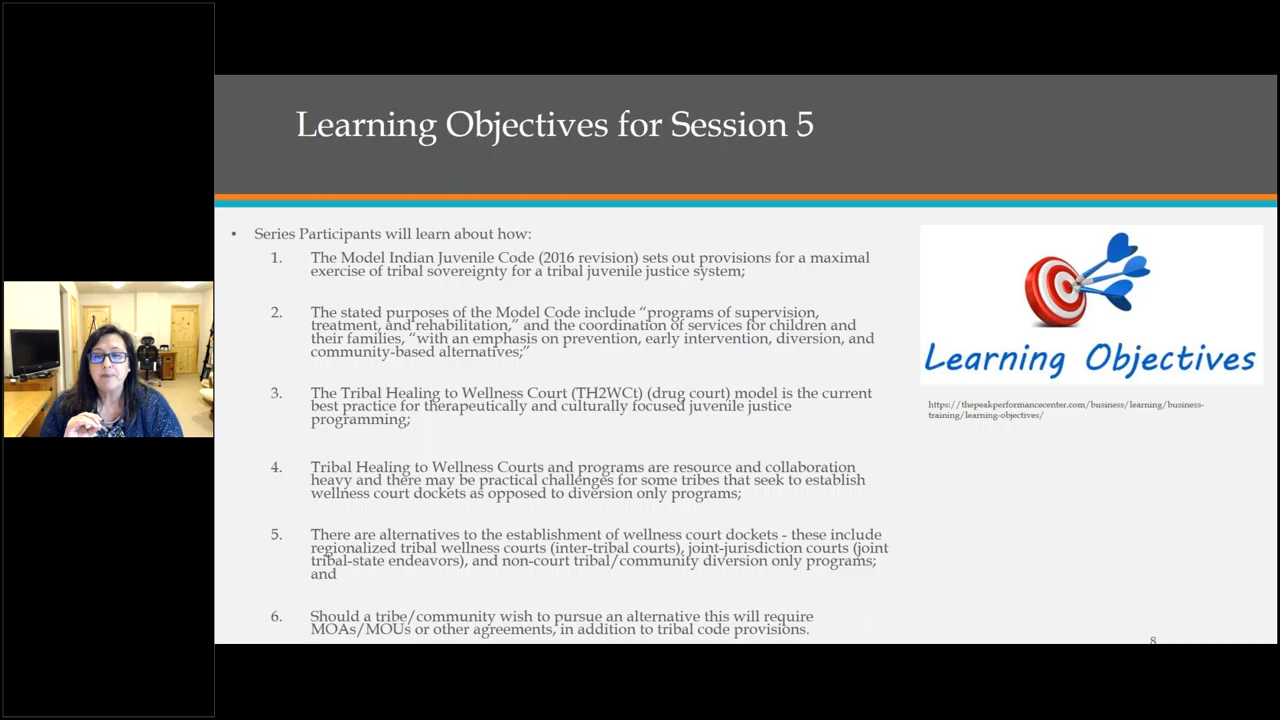 Learning Objectives for Session 5
• Series Participants will learn about how:
1. The Model Indian Juvenile Code (2016 revision) sets out provisions for a maximal
exercise of tribal sovereignty for a tribal juvenile justice system;
2. The stated purposes of the Model Code include “programs of supervision,
treatment, and rehabilitation,” and the coordination of services for children and
their families, “with an emphasis on prevention, early intervention, diversion, and
community-based alternatives;”
3. The Tribal Healing to Wellness Court (TH2WCt) (drug court) model is the current
best practice for therapeutically and culturally focused juvenile justice
programming;
4. Tribal Healing to Wellness Courts and programs are resource and collaboration
heavy and there may be practical challenges for some tribes that seek to establish
wellness court dockets as opposed to diversion only programs;
5. There are alternatives to the establishment of wellness court dockets - these include
regionalized tribal wellness courts (inter-tribal courts), joint-jurisdiction courts (joint
tribal-state endeavors), and non-court tribal/community diversion only programs;
and
6. Should a tribe/community wish to pursue an alternative this will require
MOAs/MOUs or other agreements, in addition to tribal code provisions.
Learning Objectives
https://thepeakperformancecenter.com/business/learning/business-
training/learning-objectives/
8